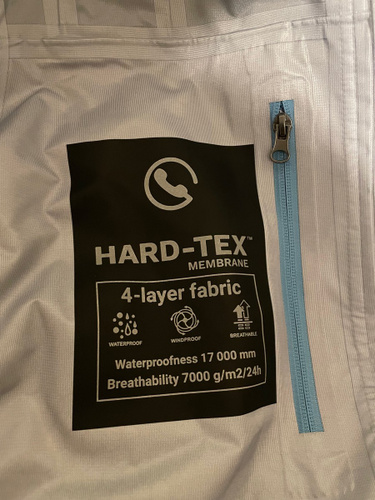 HARD-TEX™
MEMBRANE
4-layer fabric
WATERPROOF WINDPROOF BREATHABLE
Waterproofness 17 000 mm
Breathability 7000 g/m2/24h